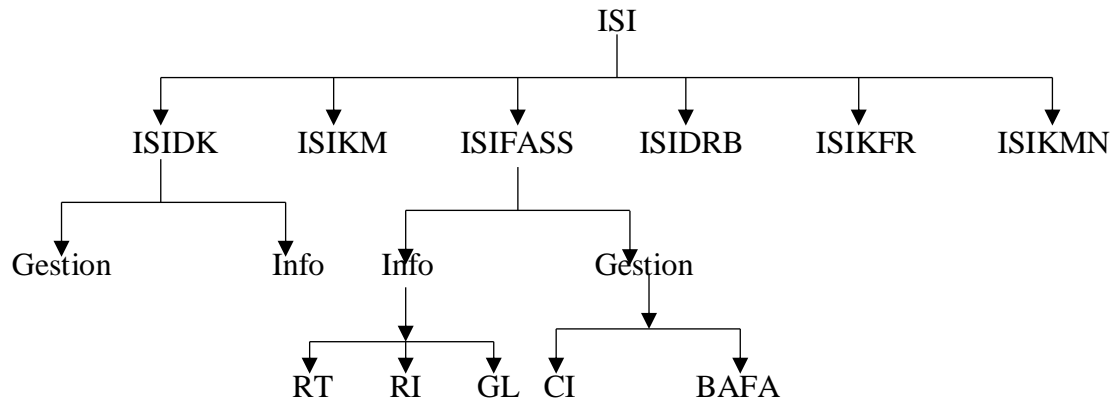 ISI
ISIDK ISIKM ISIFASS ISIDRB ISIKFR ISIKMN
Gestion Info Info Gestion
RT RI GL CI BAFA